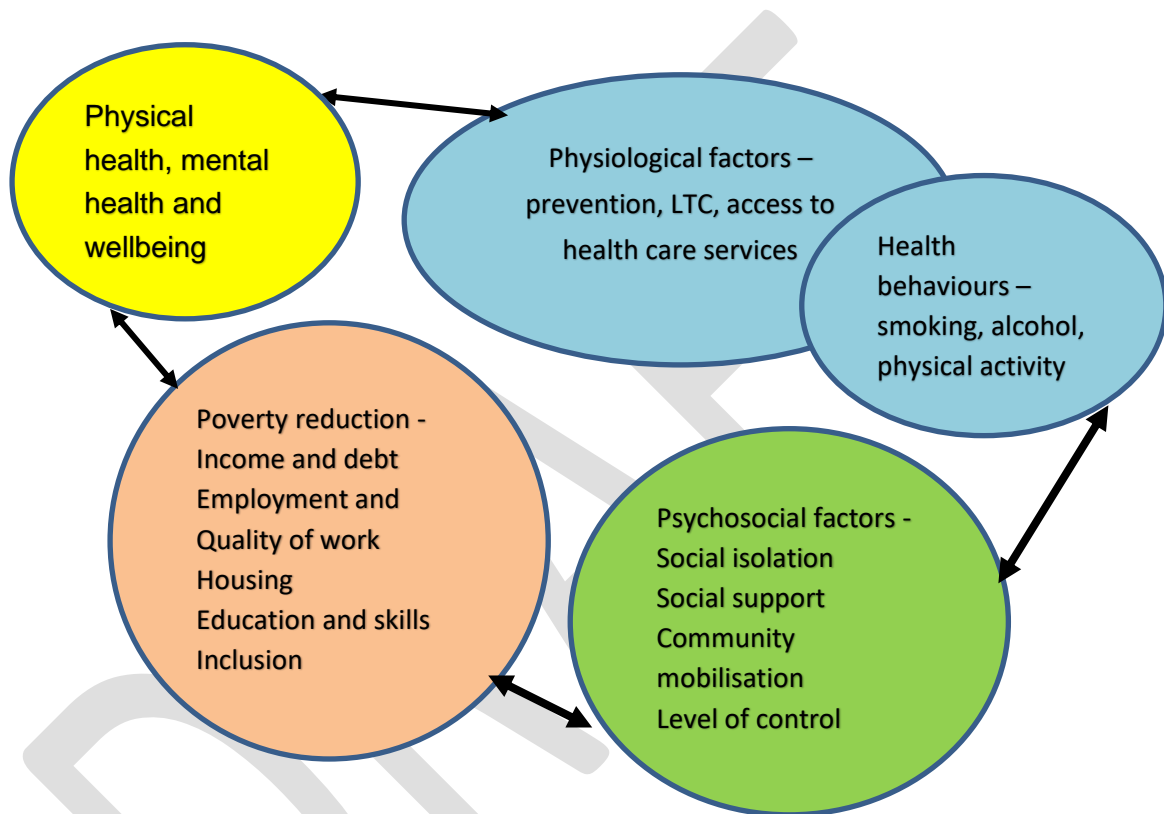 Physical
health, mental
health and
wellbeing
Physiological factors –
prevention, LTC, access to
health care services
Health
behaviours –
smoking, alcohol,
physical activity
Poverty reduction -
Income and debt
Employment and
Quality of work
Housing
Education and skills
Inclusion
Psychosocial factors -
Social isolation
Social support
Community
mobilisation
Level of control